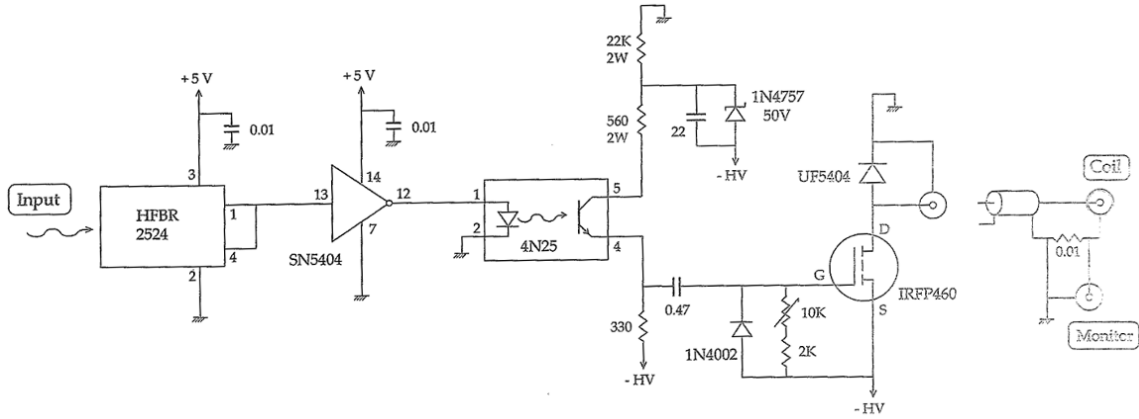 Input
+5 V
0.01
3
HFBR
2524
1
4
2
+5 V
0.01
14
13
12
7
SN5404
1
2
5
4
4N25
22K
2W
560
2W
22
1N4757
50V
- HV
0.47
330
- HV
1N4002
10K
2K
G
D
S
IRFP460
UF5404
- HV
Coil
0.01
Monitor